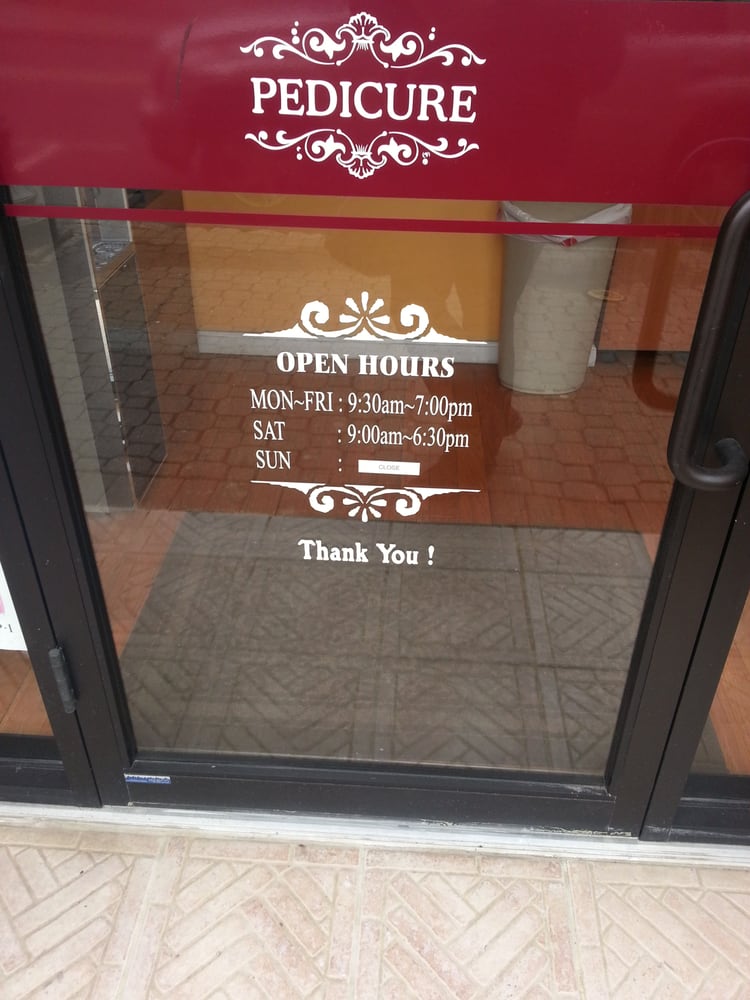 PEDICURE
OPEN HOURS
MON~FRI : 9:30am~7:00pm
SAT : 9:00am~6:30pm
SUN : CLOSE
Thank You !